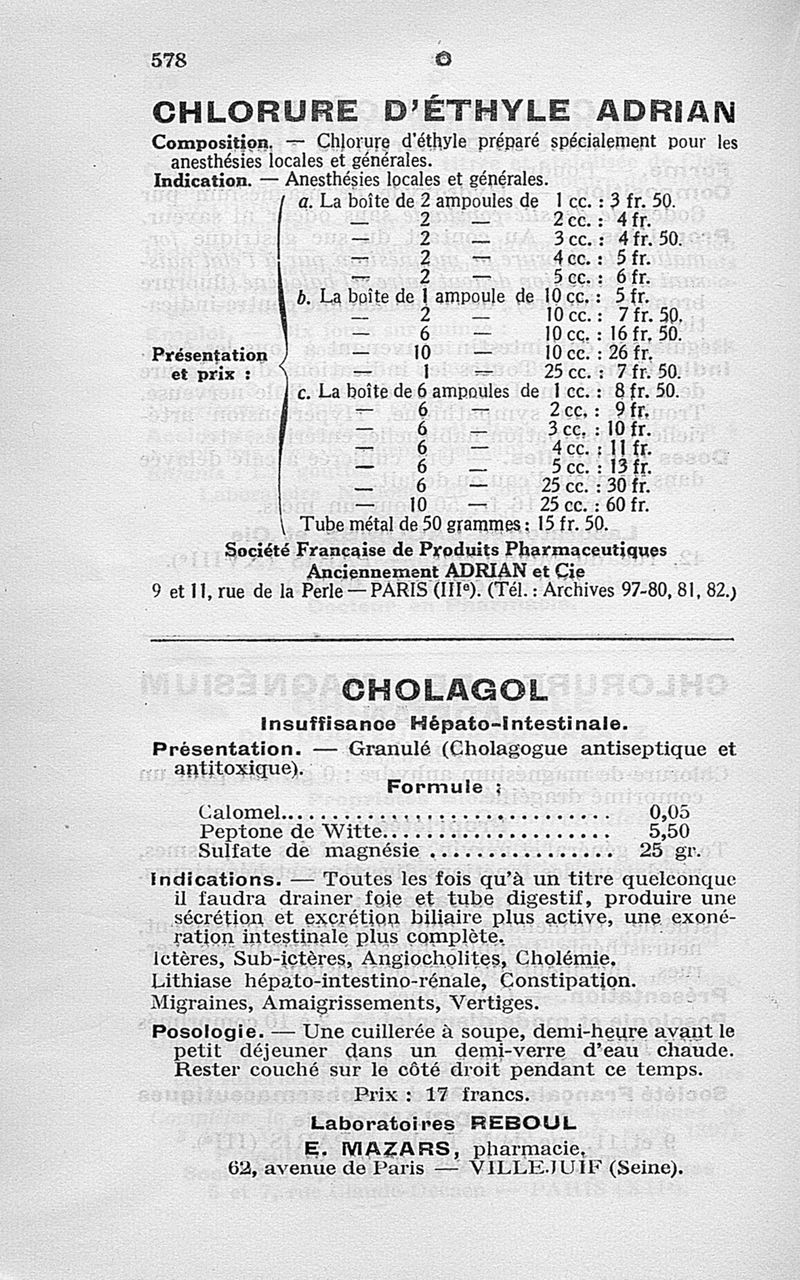 578
CHLORURE D'ÉTHYLE ADRIAN
Composition. — Chlorure d'éthyle préparé spécialement pour les
anesthésies locales et générales.
Indication. — Anesthésies locales et générales.
a. La boîte de 2 ampoules de 1 cc. : 3 fr. 50.
— 2 — 2 cc. : 4 fr.
— 2 — 3 cc. : 4 fr. 50.
— 2 — 4 cc. : 5 fr.
— 2 — 5 cc. : 6 fr.
b. La boîte de 1 ampoule de 10 cc. : 5 fr.
— 2 — 10 cc. : 7 fr. 50.
— 6 — 10 cc. : 16 fr. 50.
Présentation — 10 — 10 cc. : 26 fr.
et prix : — 1 — 25 cc. : 7 fr. 50.
c. La boîte de 6 ampoules de 1 cc. : 8 fr. 50.
— 6 — 2 cc. : 9 fr.
— 6 — 3 cc. : 10 fr.
— 6 — 4 cc. : 11 fr.
— 6 — 5 cc. : 13 fr.
— 6 — 25 cc. : 30 fr.
— 10 — 25 cc. : 60 fr.
Tube métal de 50 grammes : 15 fr. 50.
Société Française de Produits Pharmaceutiques
Anciennement ADRIAN et Cie
9 et 11, rue de la Perle — PARIS (IIIe). (Tél. : Archives 97-80, 81, 82.)
CHOLAGOL
Insuffisance Hépato-Intestinale.
Présentation. — Granulé (Cholagogue antiseptique et
antitoxique).
Formule :
Calomel.............................. 0,05
Peptone de Witte.................... 5,50
Sulfate de magnésie ................ 25 gr.
Indications. — Toutes les fois qu'à un titre quelconque
il faudra drainer foie et tube digestif, produire une
sécrétion et excrétion biliaire plus active, une exoné-
ration intestinale plus complète.
Ictères, Sub-ictères, Angiocholites, Cholémie.
Lithiase hépato-intestino-rénale, Constipation.
Migraines, Amaigrissements, Vertiges.
Posologie. — Une cuillerée à soupe, demi-heure avant le
petit déjeuner dans un demi-verre d'eau chaude.
Rester couché sur le côté droit pendant ce temps.
Prix : 17 francs.
Laboratoires REBOUL
E. MAZARS, pharmacie,
62, avenue de Paris — VILLEJUIF (Seine).